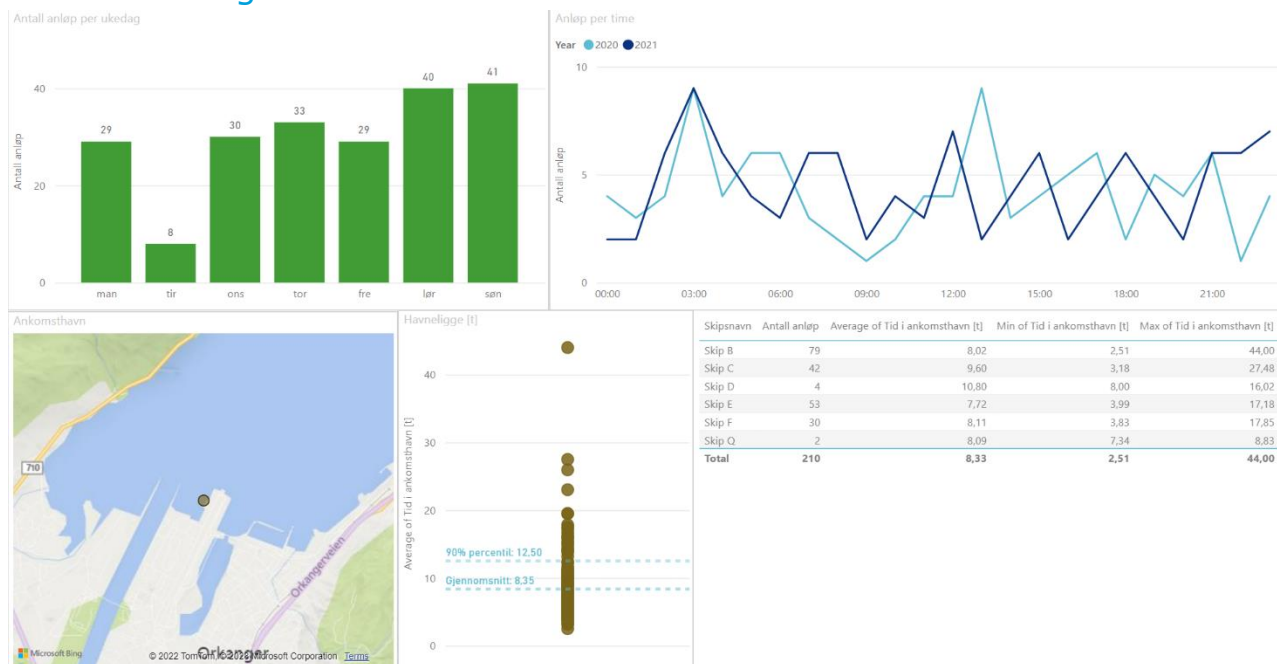 Antall anløp per ukedag
Antall anløp
40
20
0
29
8
30
33
29
40
41
man tir ons tor fre lør søn
Anløp per time
Year 2020 2021
Antall anløp
10
5
0
00:00 03:00 06:00 09:00 12:00 15:00 18:00 21:00
Ankomsthavn
710
Orkangerveien
Orkanger
Microsoft Bing
© 2022 TomTom, © 2023 Microsoft Corporation Terms
Havneligge [t]
Average of Tid i ankomsthavn [t]
40
30
20
90% percentil: 12,50
10
Gjennomsnitt: 8,35
0
Skipsnavn Antall anløp Average of Tid i ankomsthavn [t] Min of Tid i ankomsthavn [t] Max of Tid i ankomsthavn [t]
Skip B 79 8,02 2,51 44,00
Skip C 42 9,60 3,18 27,48
Skip D 4 10,80 8,00 16,02
Skip E 53 7,72 3,99 17,18
Skip F 30 8,11 3,83 17,85
Skip Q 2 8,09 7,34 8,83
Total 210 8,33 2,51 44,00